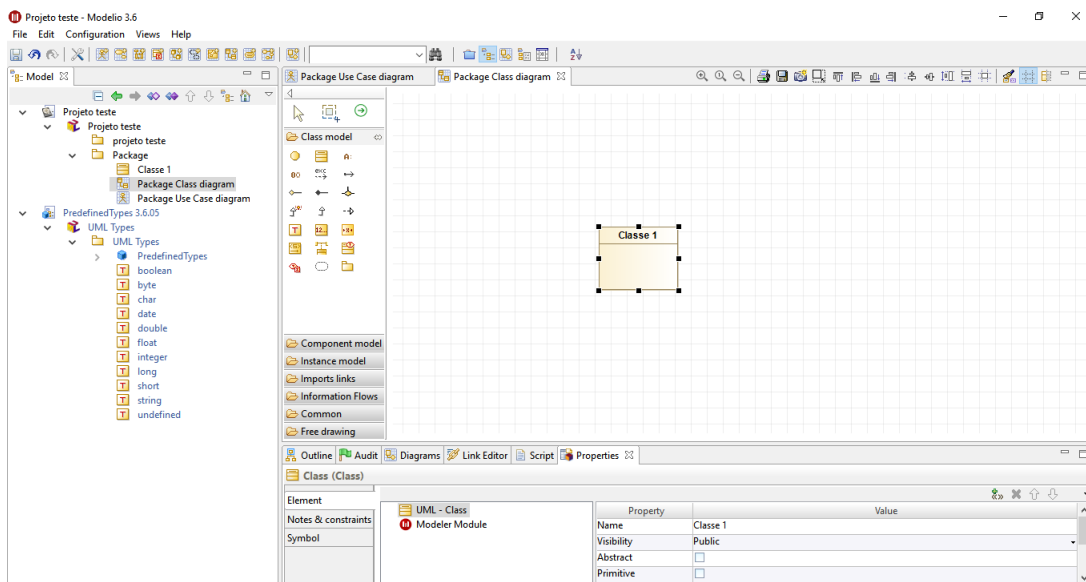 Projeto teste - Modelio 3.6
File Edit Configuration Views Help
Model
Projeto teste
Projeto teste
projeto teste
Package
Classe 1
Package Class diagram
Package Use Case diagram
PredefinedTypes 3.6.05
UML Types
UML Types
PredefinedTypes
boolean
byte
char
date
double
float
integer
long
short
string
undefined
Package Use Case diagram
Package Class diagram
Class model
Component model
Instance model
Imports links
Information Flows
Common
Free drawing
Classe 1
Outline Audit Diagrams Link Editor Script Properties
Class (Class)
Element
Notes & constraints
Symbol
UML - Class
Modeler Module
Property Value
Name Classe 1
Visibility Public
Abstract
Primitive